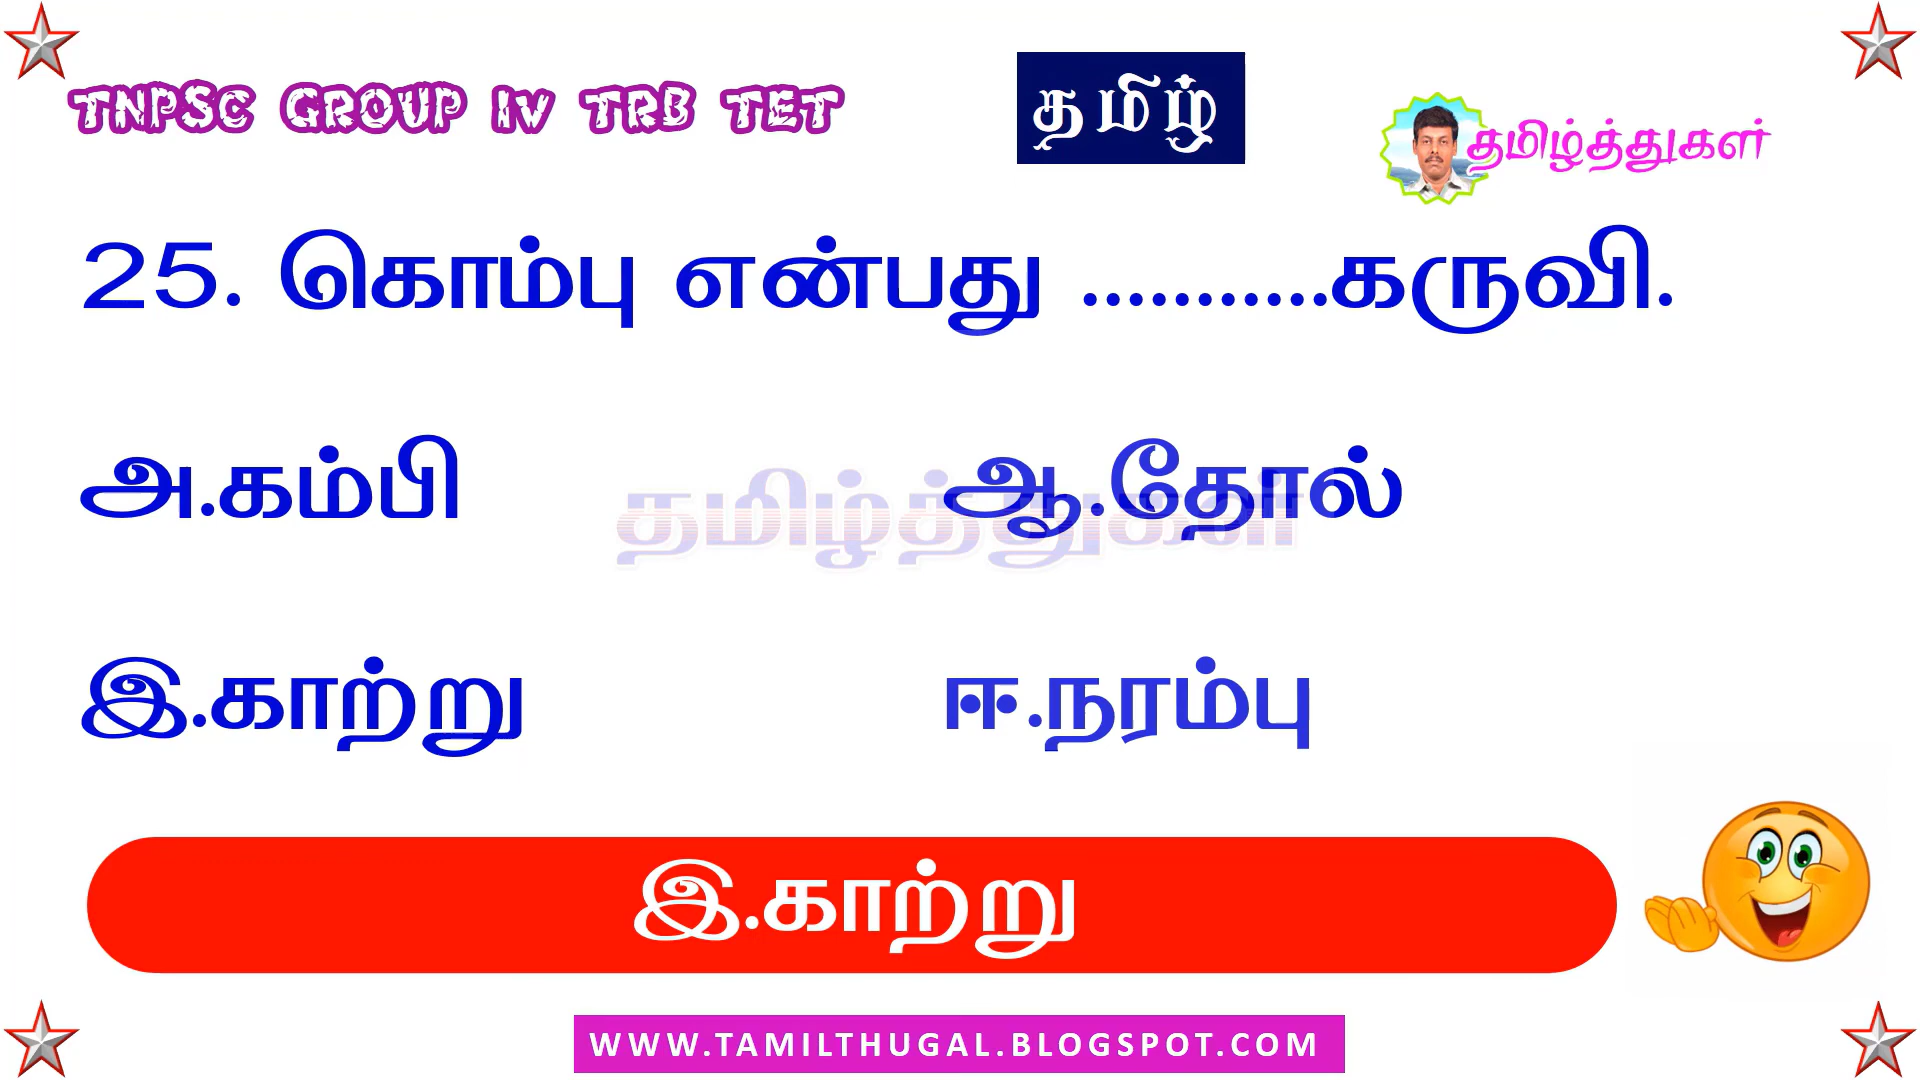 TNPSC GROUP IV TRB TET
தமிழ்
தமிழ்த்துகள்
25. கொம்பு என்பது ...........கருவி.
அ.கம்பி ஆ.தோல்
தமிழ்த்துகள்
இ.காற்று ஈ.நரம்பு
இ.காற்று
WWW.TAMILTHUGAL.BLOGSPOT.COM